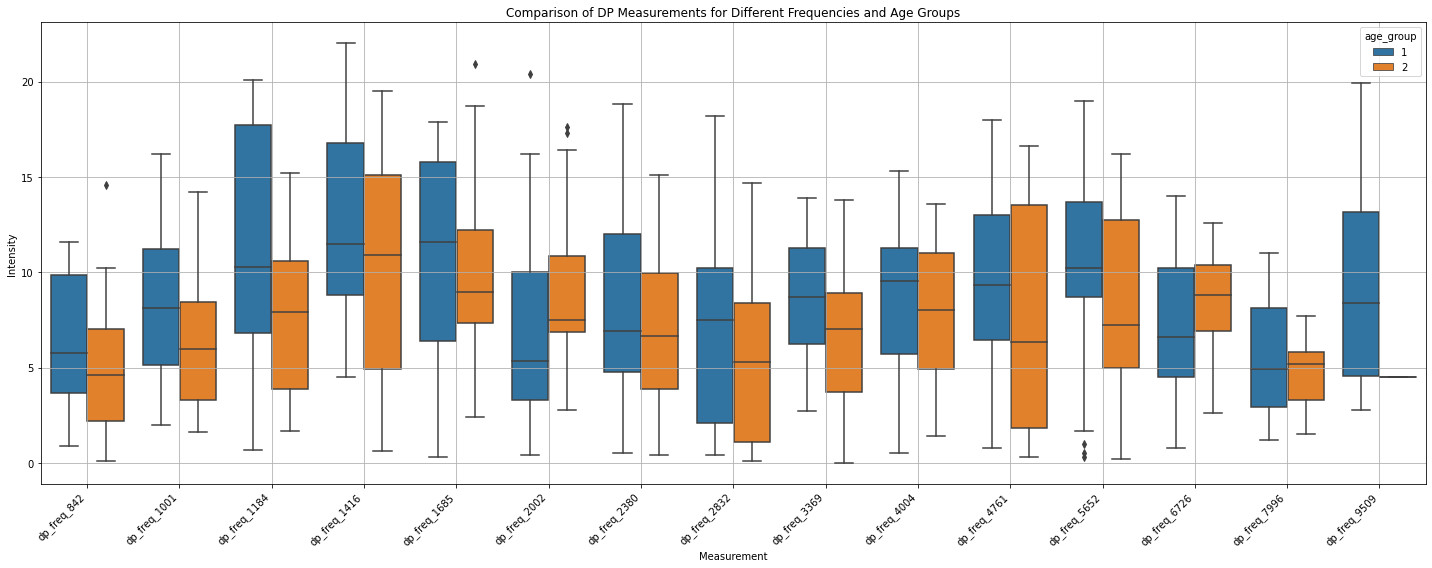 Comparison of DP Measurements for Different Frequencies and Age Groups
age_group
1
2
Intensity
20
15
10
5
0
dp_freq_842
dp_freq_1001
dp_freq_1184
dp_freq_1416
dp_freq_1685
dp_freq_2002
dp_freq_2380
dp_freq_2832
dp_freq_3369
dp_freq_4004
dp_freq_4761
dp_freq_5652
dp_freq_6726
dp_freq_7996
dp_freq_9509
Measurement